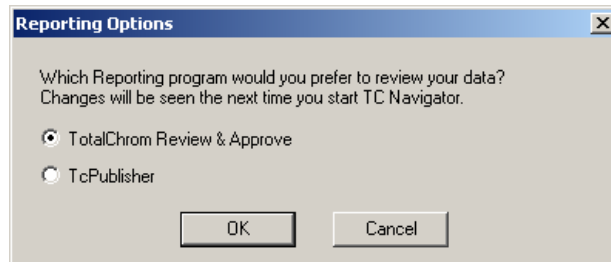 Reporting Options
Which Reporting program would you prefer to review your data?
Changes will be seen the next time you start TC Navigator.
TotalChrom Review & Approve
TcPublisher
OK Cancel